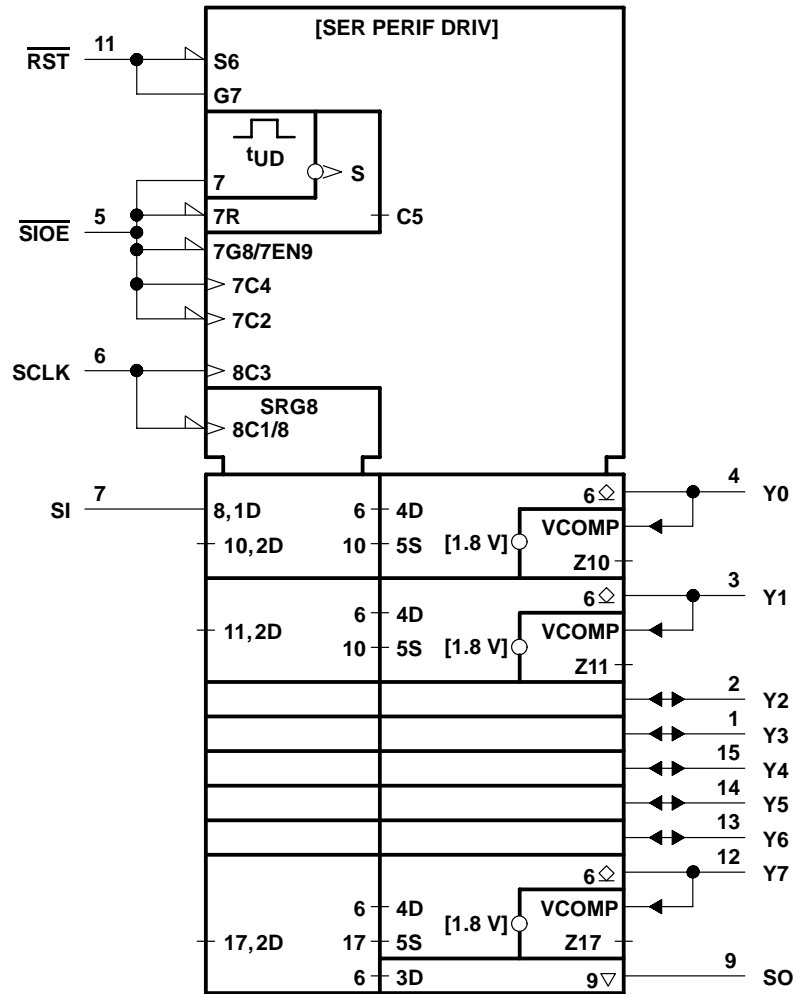 [SER PERIF DRIV]
RST 11 S6
G7
tUD
7 S
SIOE 5 7R C5
7G8/7EN9
7C4
7C2
SCLK 6 8C3
SRG8
8C1/8
SI 7 8,1D 6 4D 6 4 Y0
10,2D 10 5S [1.8 V] VCOMP
Z10
6 3 Y1
11,2D 6 4D VCOMP
10 5S [1.8 V]
Z11
2 Y2
1 Y3
15 Y4
14 Y5
13 Y6
6 12 Y7
6 4D VCOMP
17,2D 17 5S [1.8 V]
Z17
6 3D 9 9 SO